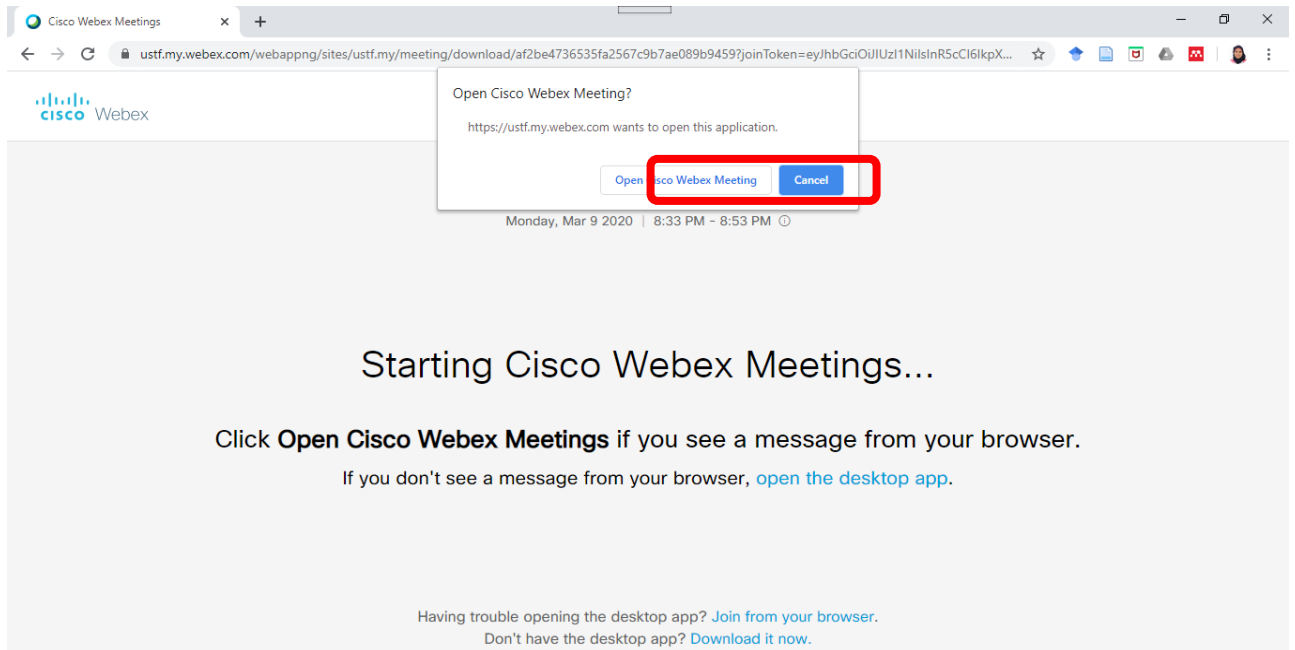 Cisco Webex Meetings
ustf.my.webex.com/webappng/sites/ustf.my/meeting/download/af2be4736535fa2567c9b7ae089b9459?joinToken=eyJhbGciOiJIUzI1NiIsInR5cCI6IkpX...
Open Cisco Webex Meeting?
cisco Webex
https://ustf.my.webex.com wants to open this application.
Open Cisco Webex Meeting Cancel
Monday, Mar 9 2020 | 8:33 PM - 8:53 PM
Starting Cisco Webex Meetings...
Click Open Cisco Webex Meetings if you see a message from your browser.
If you don't see a message from your browser, open the desktop app.
Having trouble opening the desktop app? Join from your browser.
Don't have the desktop app? Download it now.